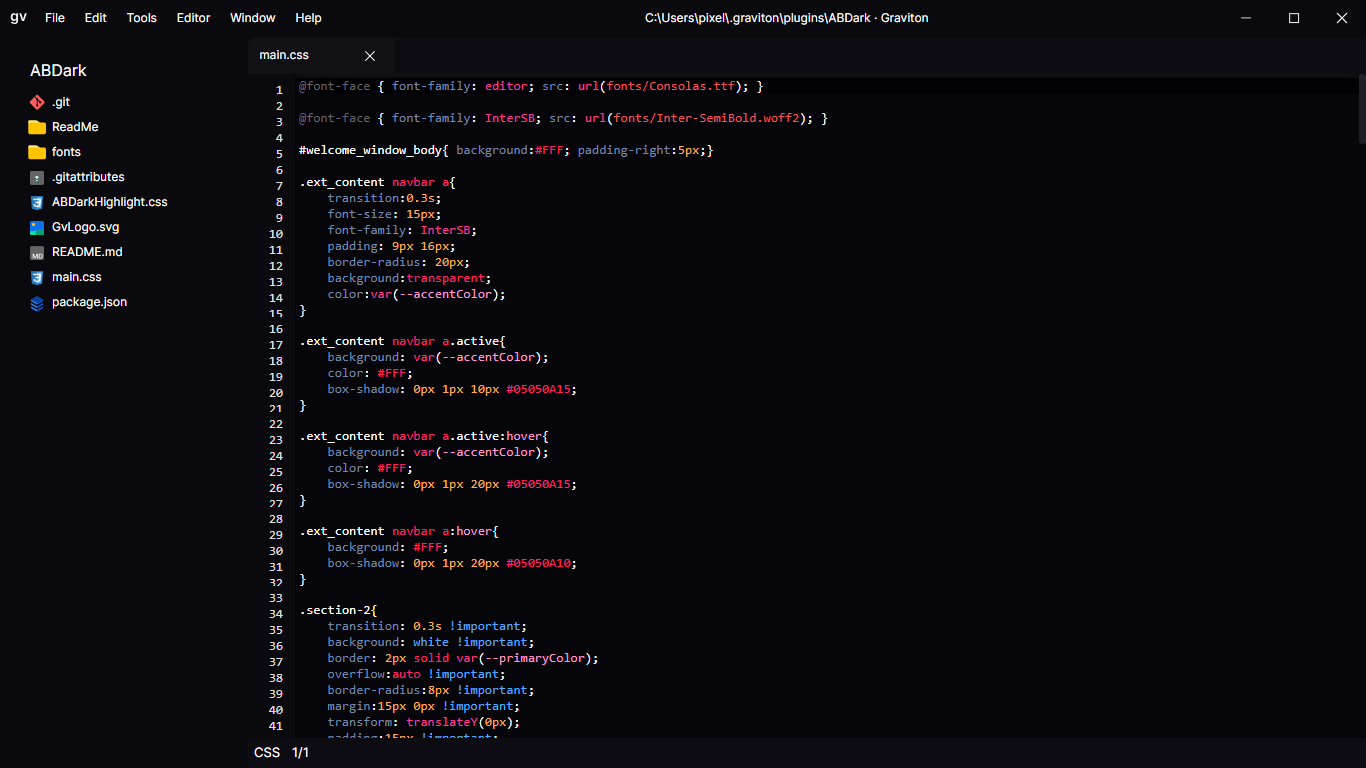 gv File Edit Tools Editor Window Help C:\Users\pixel\.graviton\plugins\ABDark · Graviton
ABDark
.git
ReadMe
fonts
.gitattributes
ABDarkHighlight.css
GvLogo.svg
MD README.md
main.css
package.json
main.css
1 @font-face { font-family: editor; src: url(fonts/Consolas.ttf); }
2
3 @font-face { font-family: InterSB; src: url(fonts/Inter-SemiBold.woff2); }
4
5 #welcome_window_body{ background:#FFF; padding-right:5px;}
6
7 .ext_content navbar a{
8     transition:0.3s;
9     font-size: 15px;
10     font-family: InterSB;
11     padding: 9px 16px;
12     border-radius: 20px;
13     background:transparent;
14     color:var(--accentColor);
15 }
16
17 .ext_content navbar a.active{
18     background: var(--accentColor);
19     color: #FFF;
20     box-shadow: 0px 1px 10px #05050A15;
21 }
22
23 .ext_content navbar a.active:hover{
24     background: var(--accentColor);
25     color: #FFF;
26     box-shadow: 0px 1px 20px #05050A15;
27 }
28
29 .ext_content navbar a:hover{
30     background: #FFF;
31     box-shadow: 0px 1px 20px #05050A10;
32 }
33
34 .section-2{
35     transition: 0.3s !important;
36     background: white !important;
37     border: 2px solid var(--primaryColor);
38     overflow:auto !important;
39     border-radius:8px !important;
40     margin:15px 0px !important;
41     transform: translateY(0px);
    padding:15px !important;
CSS 1/1